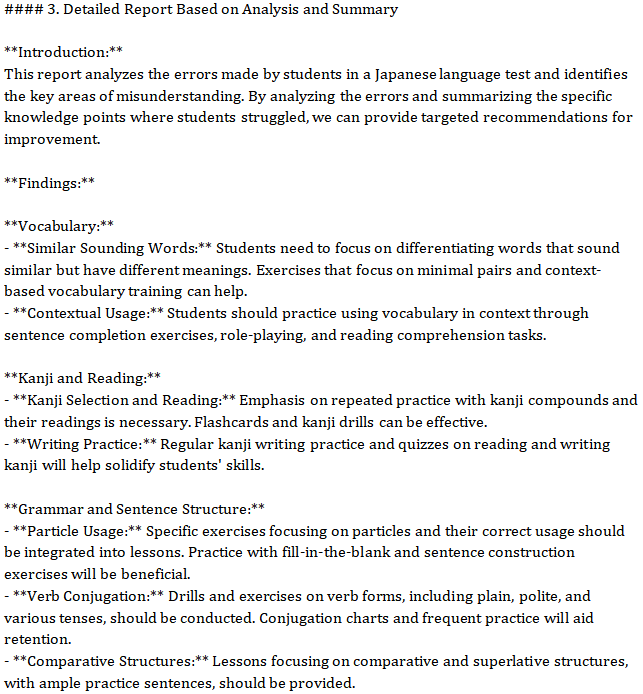 #### 3. Detailed Report Based on Analysis and Summary
**Introduction:**
This report analyzes the errors made by students in a Japanese language test and identifies
the key areas of misunderstanding. By analyzing the errors and summarizing the specific
knowledge points where students struggled, we can provide targeted recommendations for
improvement.
**Findings:**
**Vocabulary:**
- **Similar Sounding Words:** Students need to focus on differentiating words that sound
similar but have different meanings. Exercises that focus on minimal pairs and context-
based vocabulary training can help.
- **Contextual Usage:** Students should practice using vocabulary in context through
sentence completion exercises, role-playing, and reading comprehension tasks.
**Kanji and Reading:**
- **Kanji Selection and Reading:** Emphasis on repeated practice with kanji compounds and
their readings is necessary. Flashcards and kanji drills can be effective.
- **Writing Practice:** Regular kanji writing practice and quizzes on reading and writing
kanji will help solidify students' skills.
**Grammar and Sentence Structure:**
- **Particle Usage:** Specific exercises focusing on particles and their correct usage should
be integrated into lessons. Practice with fill-in-the-blank and sentence construction
exercises will be beneficial.
- **Verb Conjugation:** Drills and exercises on verb forms, including plain, polite, and
various tenses, should be conducted. Conjugation charts and frequent practice will aid
retention.
- **Comparative Structures:** Lessons focusing on comparative and superlative structures,
with ample practice sentences, should be provided.